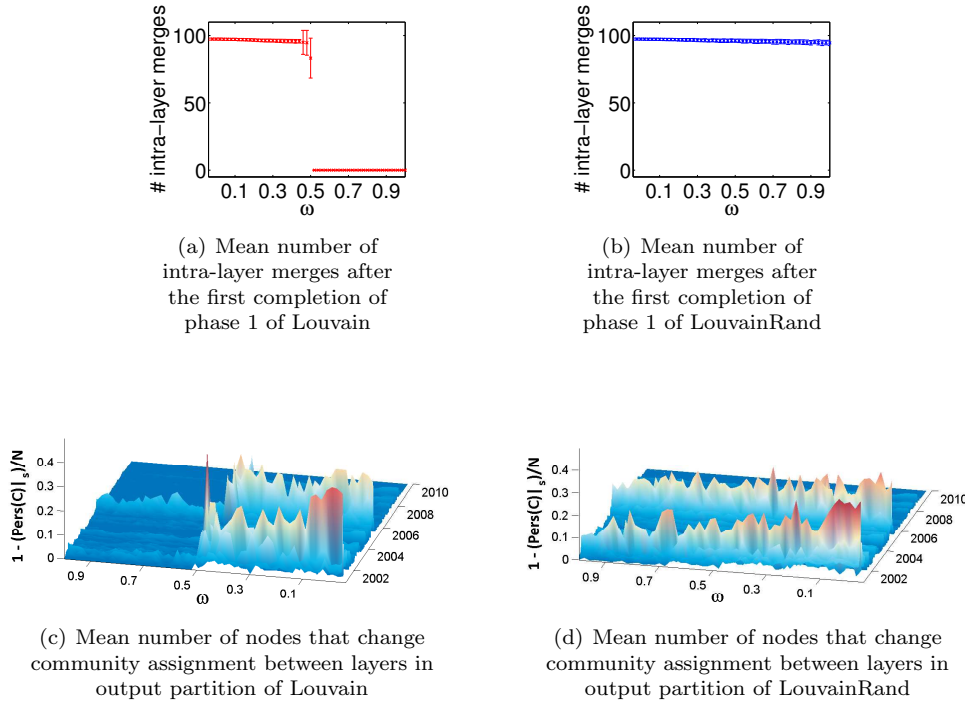 # intra−layer merges
100
50
0
0.1 0.3 0.5 0.7 0.9
ω
(a) Mean number of
intra-layer merges after
the first completion of
phase 1 of Louvain
# intra−layer merges
100
50
0
0.1 0.3 0.5 0.7 0.9
ω
(b) Mean number of
intra-layer merges after
the first completion of
phase 1 of LouvainRand
1 - (Pers(C)|s)/N
0.4
0.3
0.2
0.1
0
0.9 0.7 0.5 0.3 0.1
ω
2002
2004
2006
2008
2010
(c) Mean number of nodes that change
community assignment between layers in
output partition of Louvain
1 - (Pers(C)|s)/N
0.4
0.3
0.2
0.1
0
0.9 0.7 0.5 0.3 0.1
ω
2002
2004
2006
2008
2010
(d) Mean number of nodes that change
community assignment between layers in
output partition of LouvainRand